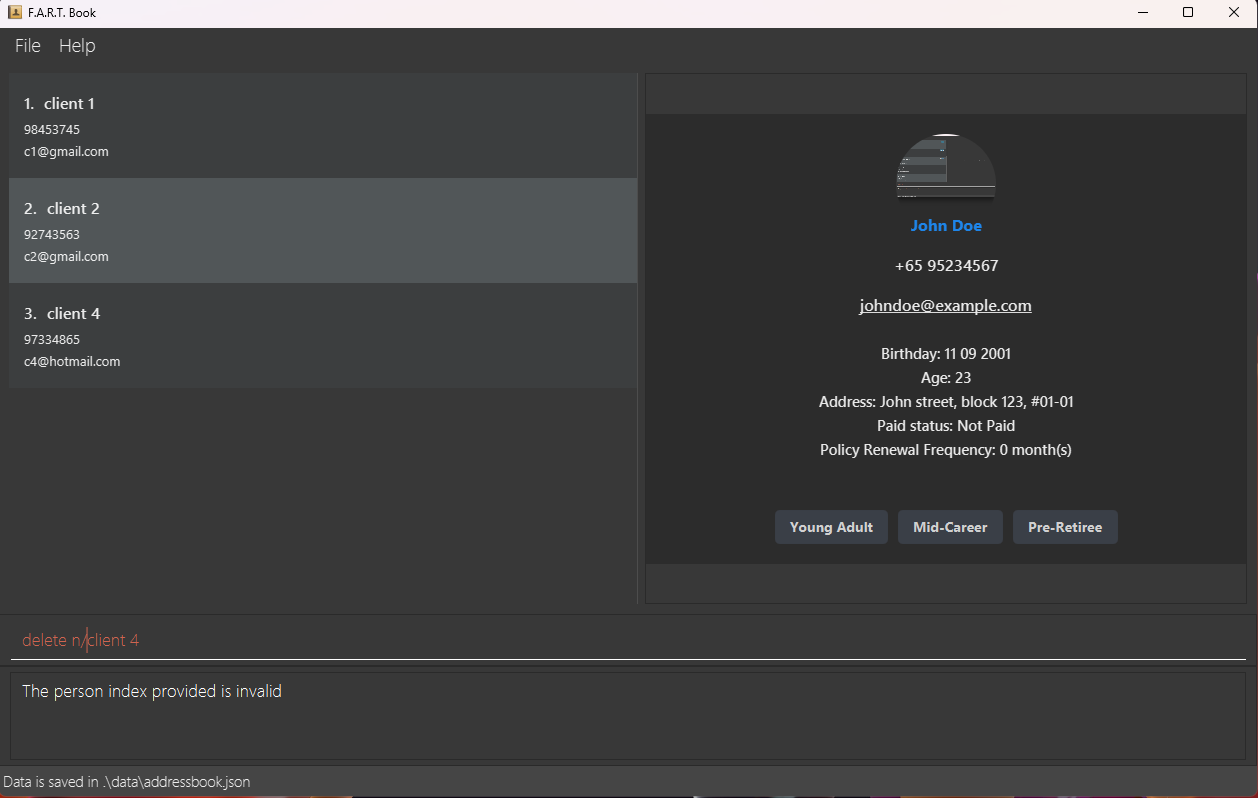 F.A.R.T. Book
File Help
1. client 1
98453745
c1@gmail.com
2. client 2
92743563
c2@gmail.com
3. client 4
97334865
c4@hotmail.com
John Doe
+65 95234567
johndoe@example.com
Birthday: 11 09 2001
Age: 23
Address: John street, block 123, #01-01
Paid status: Not Paid
Policy Renewal Frequency: 0 month(s)
Young Adult Mid-Career Pre-Retiree
delete n/client 4
The person index provided is invalid
Data is saved in .\data\addressbook.json